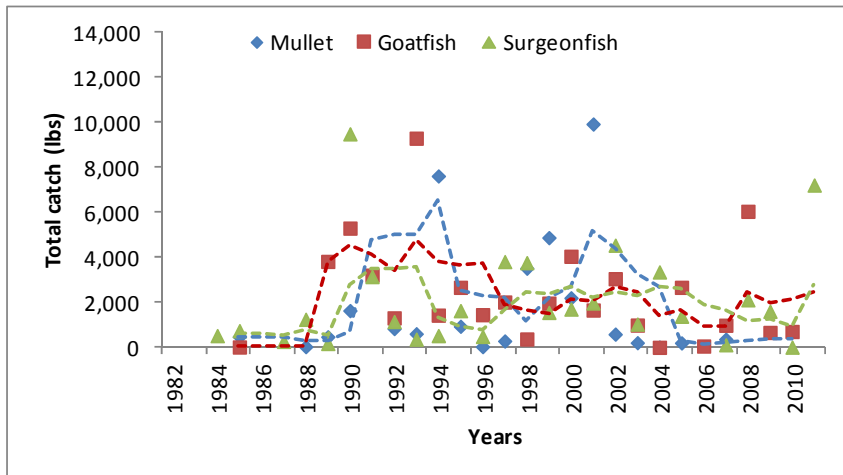 14,000
12,000
10,000
8,000
6,000
4,000
2,000
0
Total catch (lbs)
Mullet Goatfish Surgeonfish
1982 1984 1986 1988 1990 1992 1994 1996 1998 2000 2002 2004 2006 2008 2010
Years